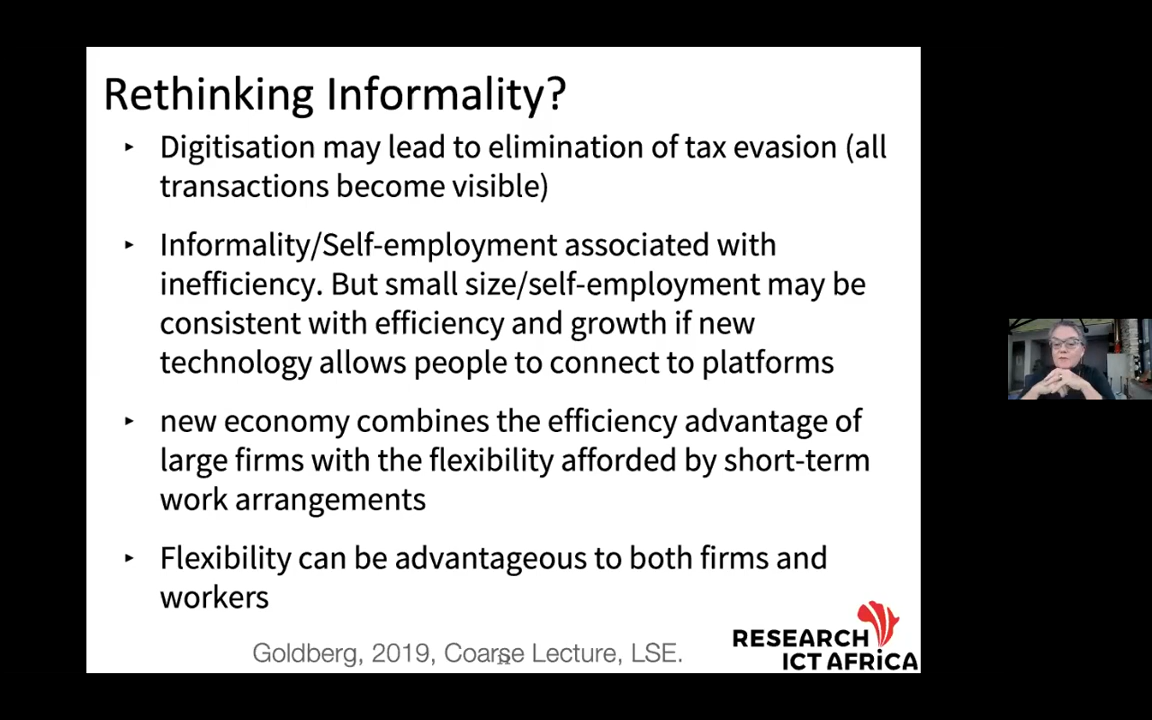 Rethinking Informality?
‣ Digitisation may lead to elimination of tax evasion (all
transactions become visible)
‣ Informality/Self-employment associated with
inefficiency. But small size/self-employment may be
consistent with efficiency and growth if new
technology allows people to connect to platforms
‣ new economy combines the efficiency advantage of
large firms with the flexibility afforded by short-term
work arrangements
‣ Flexibility can be advantageous to both firms and
workers
Goldberg, 2019, Coarse Lecture, LSE.
RESEARCH
ICT AFRICA